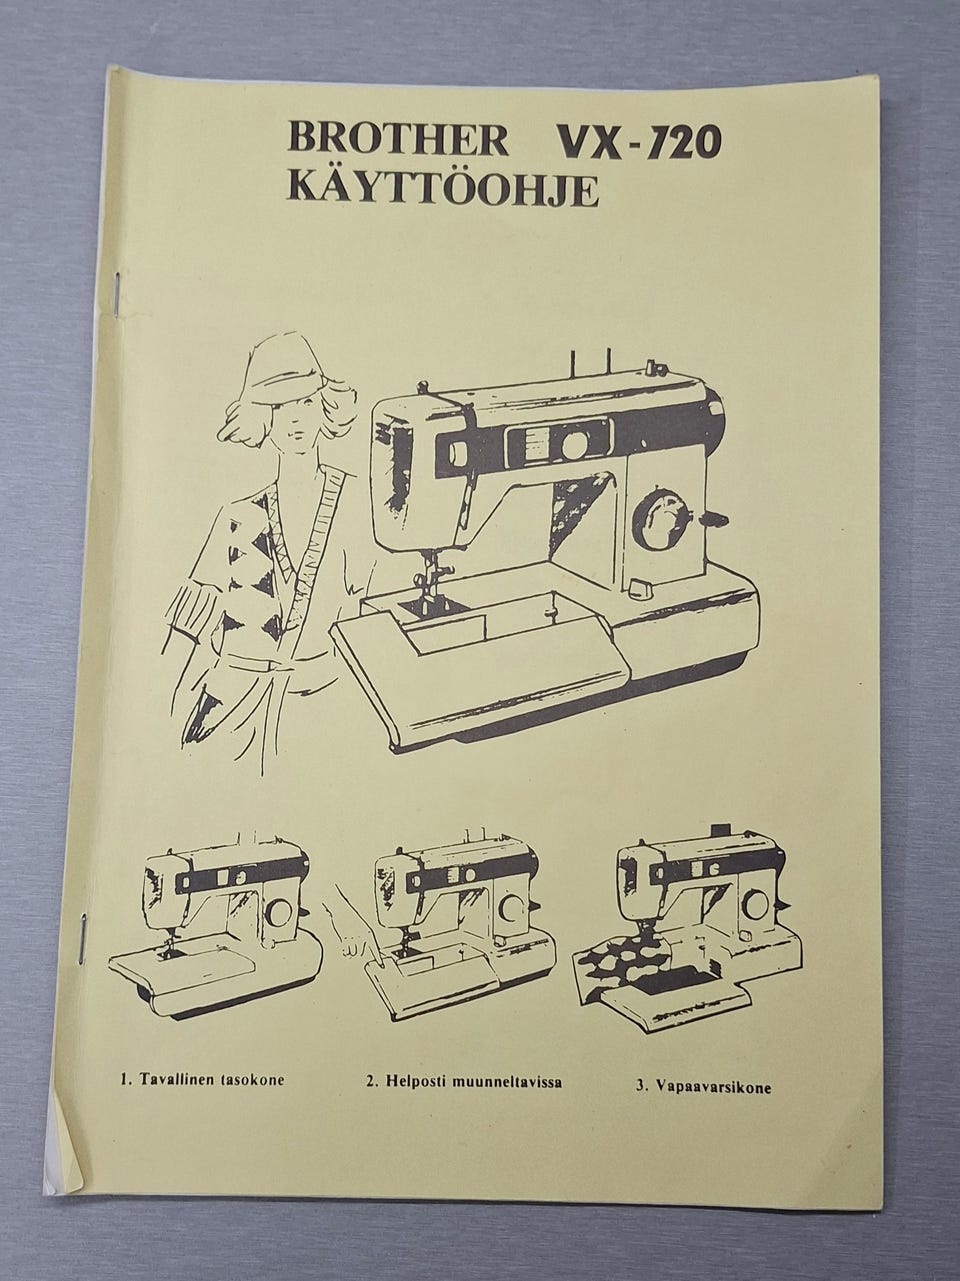 BROTHER VX-720
KÄYTTÖOHJE
1. Tavallinen tasokone
2. Helposti muunneltavissa
3. Vapaavarsikone